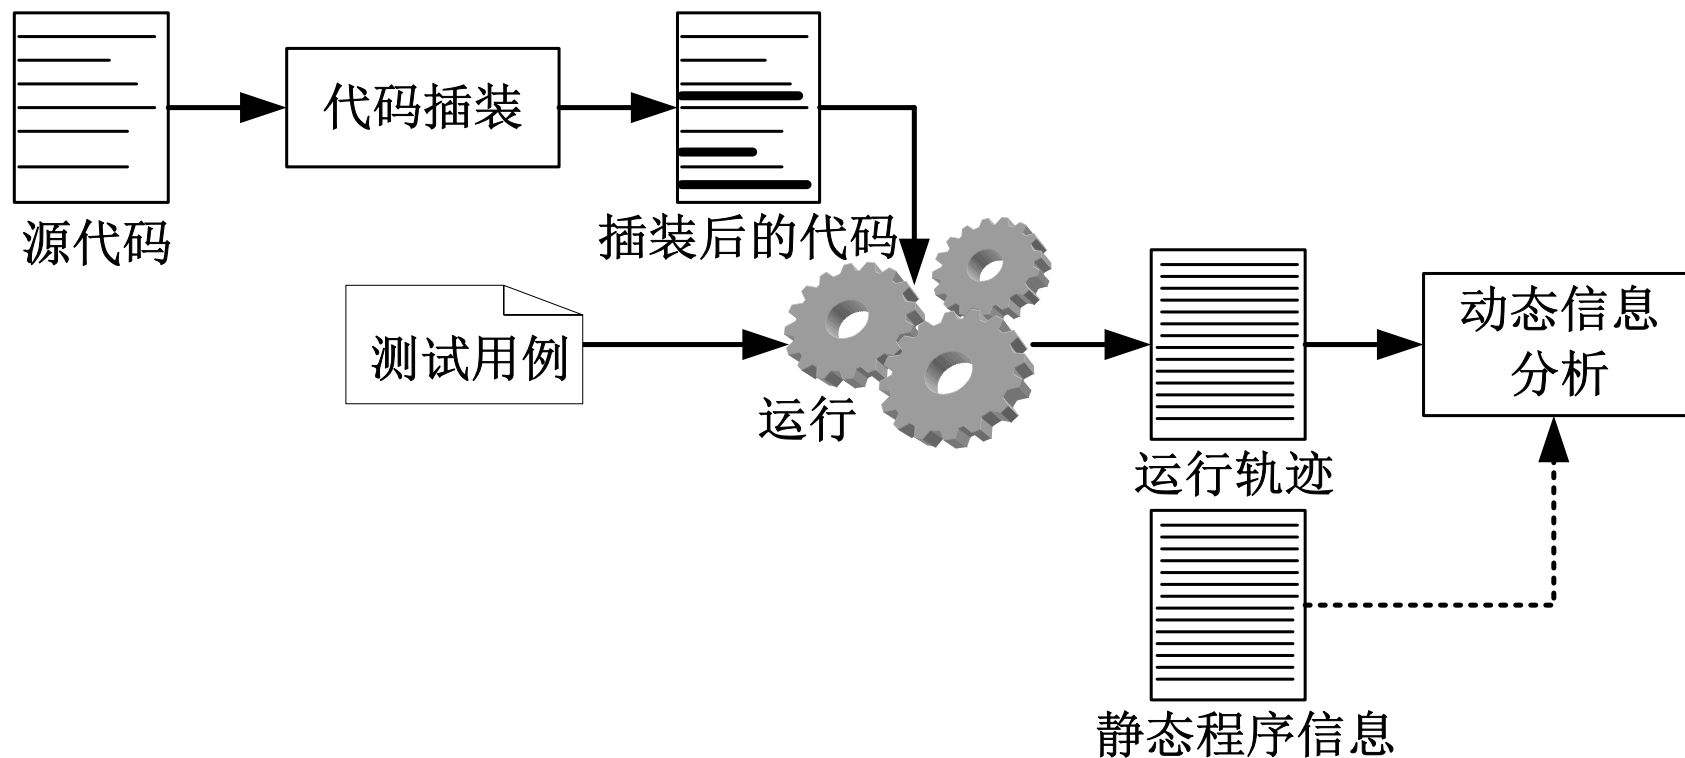 代码插装
源代码
插装后的代码
测试用例
运行
运行轨迹
动态信息
分析
静态程序信息